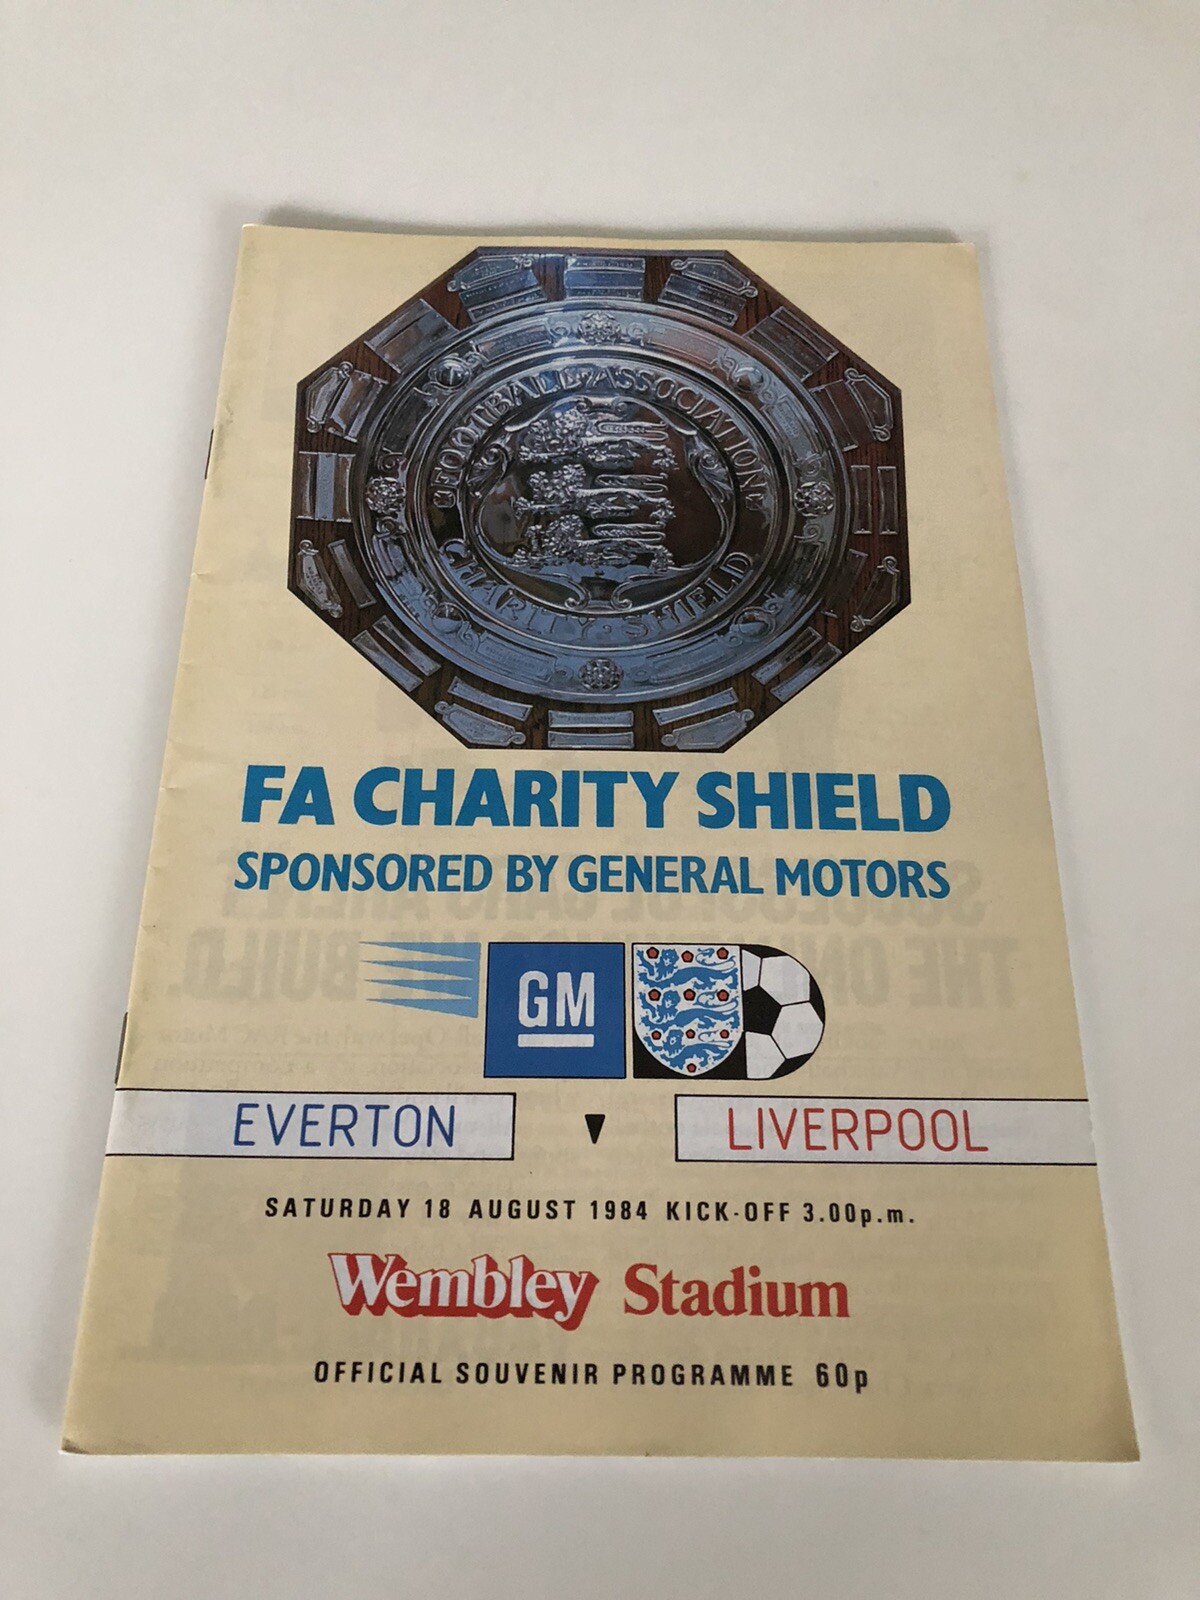 FOOTBALL ASSOCIATION
CHARITY SHIELD
FA CHARITY SHIELD
SPONSORED BY GENERAL MOTORS
GM
EVERTON
LIVERPOOL
SATURDAY 18 AUGUST 1984 KICK-OFF 3.00p.m.
Wembley Stadium
OFFICIAL SOUVENIR PROGRAMME 60p